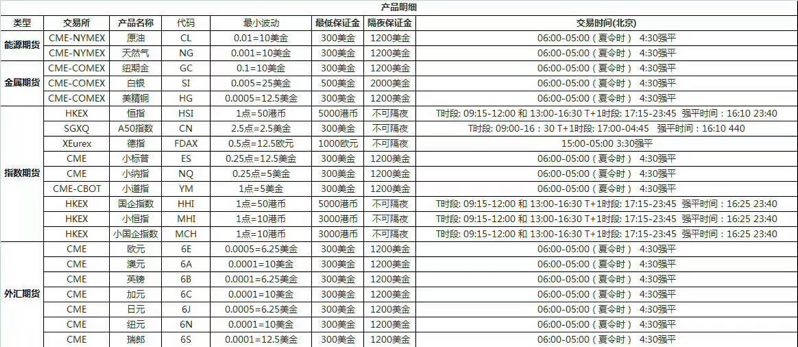 产品明细
类型 交易所 产品名称 代码 最小波动 最低保证金 隔夜保证金 交易时间(北京)
能源期货 CME-NYMEX 原油 CL 0.01=10美金 300美金 1200美金 06:00-05:00（夏令时） 4:30强平
CME-NYMEX 天然气 NG 0.001=10美金 300美金 1200美金 06:00-05:00（夏令时） 4:30强平
金属期货 CME-COMEX 纽期金 GC 0.1=10美金 300美金 1200美金 06:00-05:00（夏令时） 4:30强平
CME-COMEX 白银 SI 0.005=25美金 500美金 2000美金 06:00-05:00（夏令时） 4:30强平
CME-COMEX 美精铜 HG 0.0005=12.5美金 300美金 1200美金 06:00-05:00（夏令时） 4:30强平
指数期货 HKEX 恒指 HSI 1点=50港币 5000港币 不可隔夜 T时段: 09:15-12:00 和 13:00-16:30 T+1时段: 17:15-23:45 强平时间：16:10 23:40
SGXQ A50指数 CN 2.5点=2.5美金 300美金 不可隔夜 T时段: 09:00-16：30 T+1时段: 17:00-04:45 强平时间：16:10 440
XEurex 德指 FDAX 0.5点=12.5欧元 1000欧元 不可隔夜 15:00-05:00 3:30强平
CME 小标普 ES 0.25点=12.5美金 300美金 1200美金 06:00-05:00（夏令时） 4:30强平
CME 小纳指 NQ 0.25点=5美金 300美金 1200美金 06:00-05:00（夏令时） 4:30强平
CME-CBOT 小道指 YM 1点=5美金 300美金 1200美金 06:00-05:00（夏令时） 4:30强平
HKEX 国企指数 HHI 1点=50港币 5000港币 不可隔夜 T时段: 09:15-12:00 和 13:00-16:30 T+1时段: 17:15-23:45 强平时间：16:25 23:40
HKEX 小恒指 MHI 1点=10港币 3000港币 不可隔夜 T时段: 09:15-12:00 和 13:00-16:30 T+1时段: 17:15-23:45 强平时间：16:25 23:40
HKEX 小国企指数 MCH 1点=10港币 3000港币 不可隔夜 T时段: 09:15-12:00 和 13:00-16:30 T+1时段: 17:15-23:45 强平时间：16:25 23:40
外汇期货 CME 欧元 6E 0.0005=6.25美金 300美金 1200美金 06:00-05:00（夏令时） 4:30强平
CME 澳元 6A 0.0001=10美金 300美金 1200美金 06:00-05:00（夏令时） 4:30强平
CME 英镑 6B 0.0001=6.25美金 300美金 1200美金 06:00-05:00（夏令时） 4:30强平
CME 加元 6C 0.0001=10美金 300美金 1200美金 06:00-05:00（夏令时） 4:30强平
CME 日元 6J 0.0005=6.25美金 300美金 1200美金 06:00-05:00（夏令时） 4:30强平
CME 纽元 6N 0.0001=10美金 300美金 1200美金 06:00-05:00（夏令时） 4:30强平
CME 瑞郎 6S 0.0001=12.5美金 300美金 1200美金 06:00-05:00（夏令时） 4:30强平